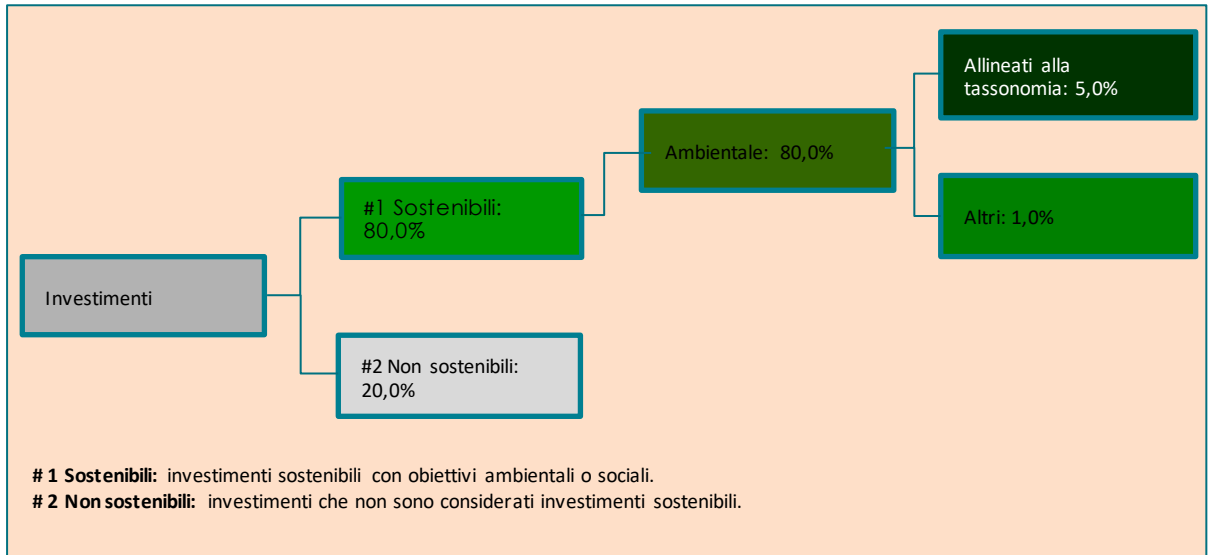 Investimenti
#1 Sostenibili:
80,0%
#2 Non sostenibili:
20,0%
Ambientale: 80,0%
Allineati alla
tassonomia: 5,0%
Altri: 1,0%
# 1 Sostenibili: investimenti sostenibili con obiettivi ambientali o sociali.
# 2 Non sostenibili: investimenti che non sono considerati investimenti sostenibili.